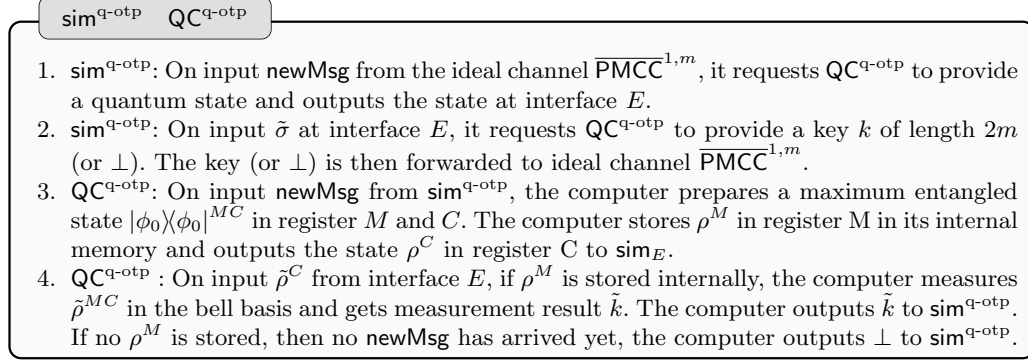 sim^q-otp QC^q-otp
1. sim^q-otp: On input newMsg from the ideal channel \overline{PMCC}^{1,m}, it requests QC^q-otp to provide
a quantum state and outputs the state at interface E.
2. sim^q-otp: On input σ̃ at interface E, it requests QC^q-otp to provide a key k of length 2m
(or ⊥). The key (or ⊥) is then forwarded to ideal channel \overline{PMCC}^{1,m}.
3. QC^q-otp: On input newMsg from sim^q-otp, the computer prepares a maximum entangled
state |ϕ₀⟩⟨ϕ₀|^{MC} in register M and C. The computer stores ρ^M in register M in its internal
memory and outputs the state ρ^C in register C to sim_E.
4. QC^q-otp : On input ρ̃^C from interface E, if ρ^M is stored internally, the computer measures
ρ̃^{MC} in the bell basis and gets measurement result k̃. The computer outputs k̃ to sim^q-otp.
If no ρ^M is stored, then no newMsg has arrived yet, the computer outputs ⊥ to sim^q-otp.